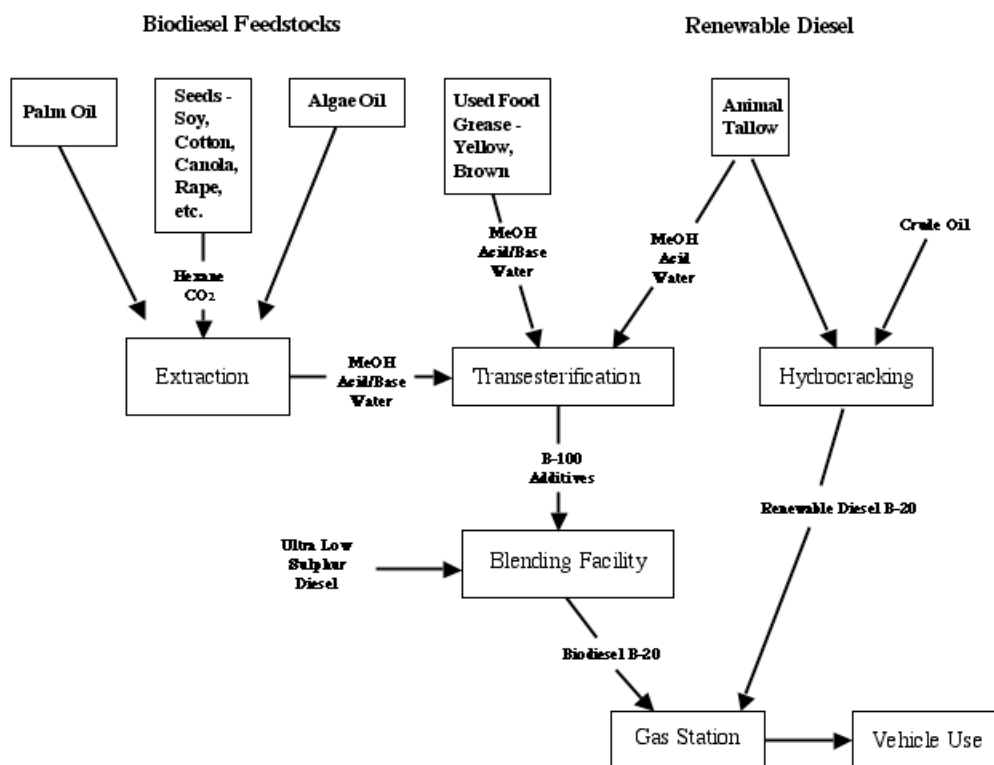 Biodiesel Feedstocks
Renewable Diesel
Palm Oil
Seeds -
Soy,
Cotton,
Canola,
Rape,
etc.
Algae Oil
Used Food
Grease -
Yellow,
Brown
Animal
Tallow
Crude Oil
Hexane
CO₂
MeOH
Acid/Base
Water
MeOH
Acid
Water
Extraction
MeOH
Acid/Base
Water
Transesterification
Hydrocracking
B-100
Additives
Renewable Diesel B-20
Ultra Low
Sulphur
Diesel
Blending Facility
Biodiesel B-20
Gas Station
Vehicle Use